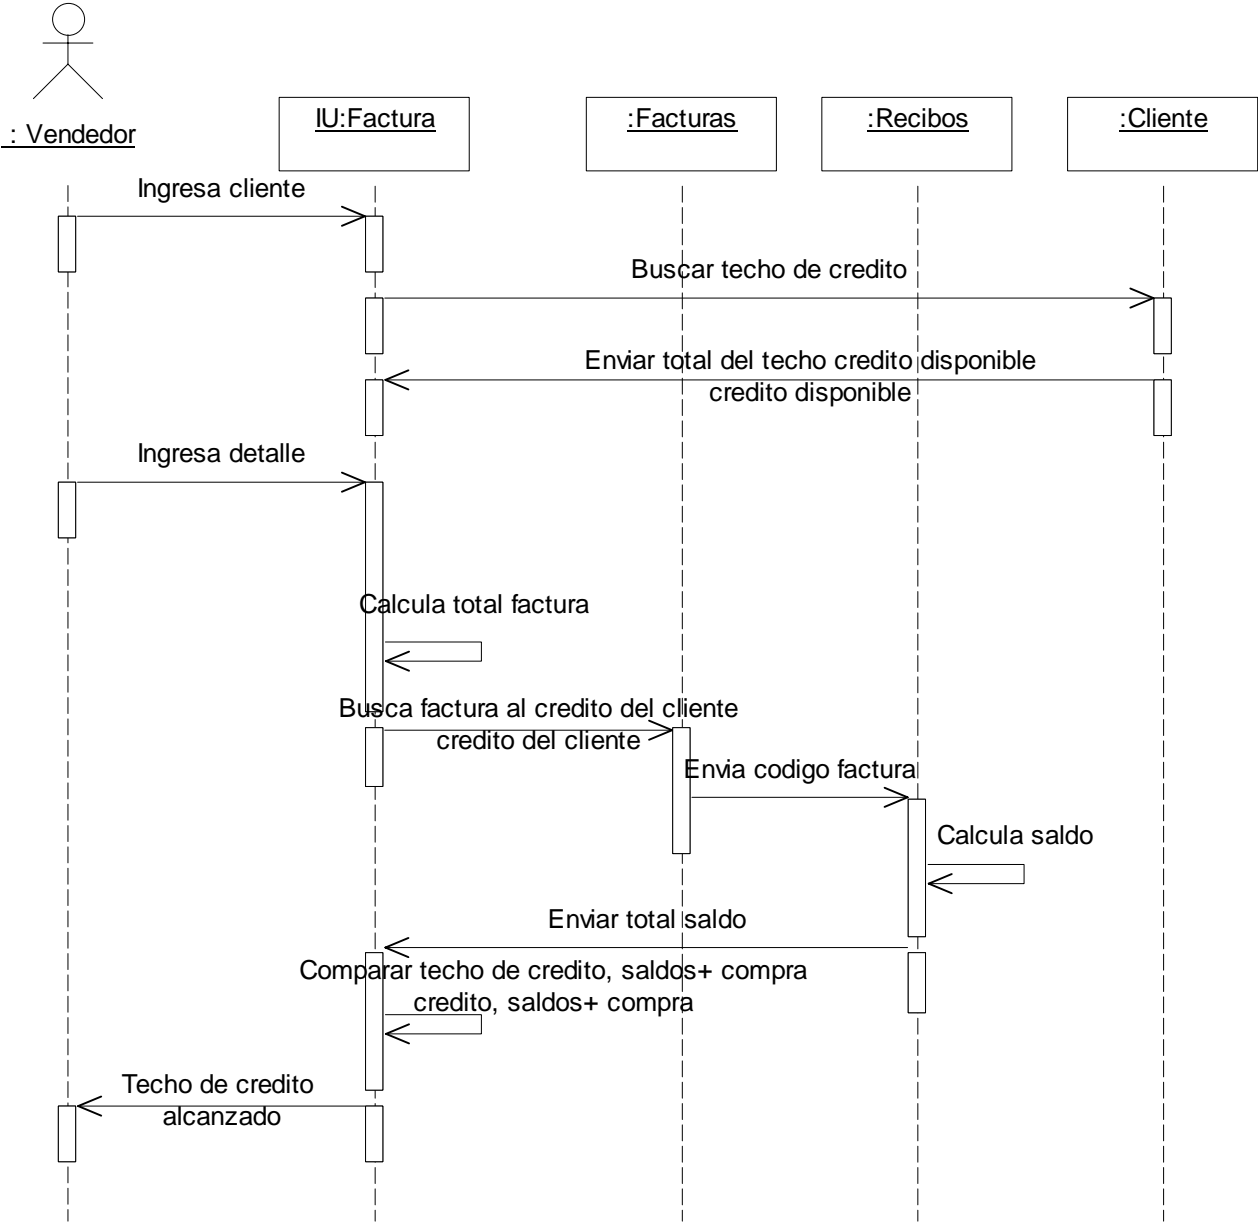 : Vendedor
IU:Factura
:Facturas
:Recibos
:Cliente
Ingresa cliente
Buscar techo de credito
Enviar total del techo credito disponible
credito disponible
Ingresa detalle
Calcula total factura
Busca factura al credito del cliente
credito del cliente
Envia codigo factura
Calcula saldo
Enviar total saldo
Comparar techo de credito, saldos+ compra
credito, saldos+ compra
Techo de credito
alcanzado